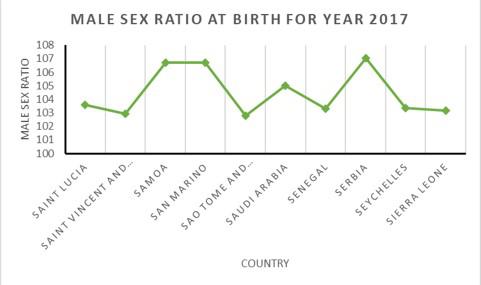 MALE SEX RATIO AT BIRTH FOR YEAR 2017
MALE SEX RATIO
108
107
106
105
104
103
102
101
100
SAINT LUCIA
SAINT VINCENT AND...
SAMOA
SAN MARINO
SAO TOME AND...
SAUDI ARABIA
SENEGAL
SERBIA
SEYCHELLES
SIERRA LEONE
COUNTRY